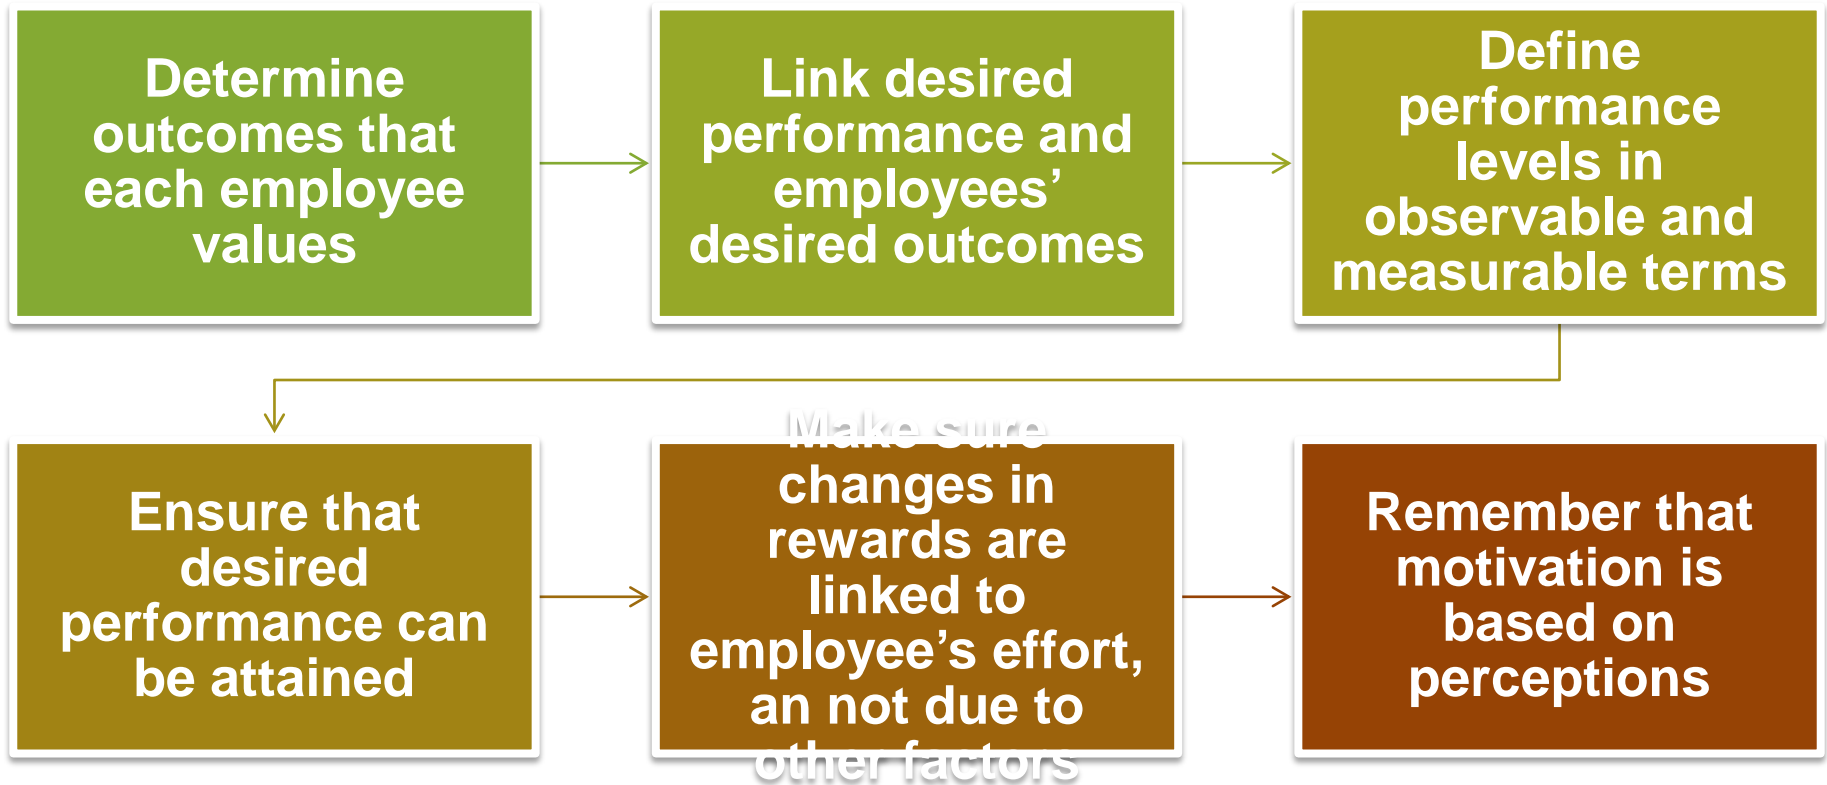 Determine
outcomes that
each employee
values
Link desired
performance and
employees’
desired outcomes
Define
performance
levels in
observable and
measurable terms
Ensure that
desired
performance can
be attained
Make sure
changes in
rewards are
linked to
employee’s effort,
an not due to
other factors
Remember that
motivation is
based on
perceptions